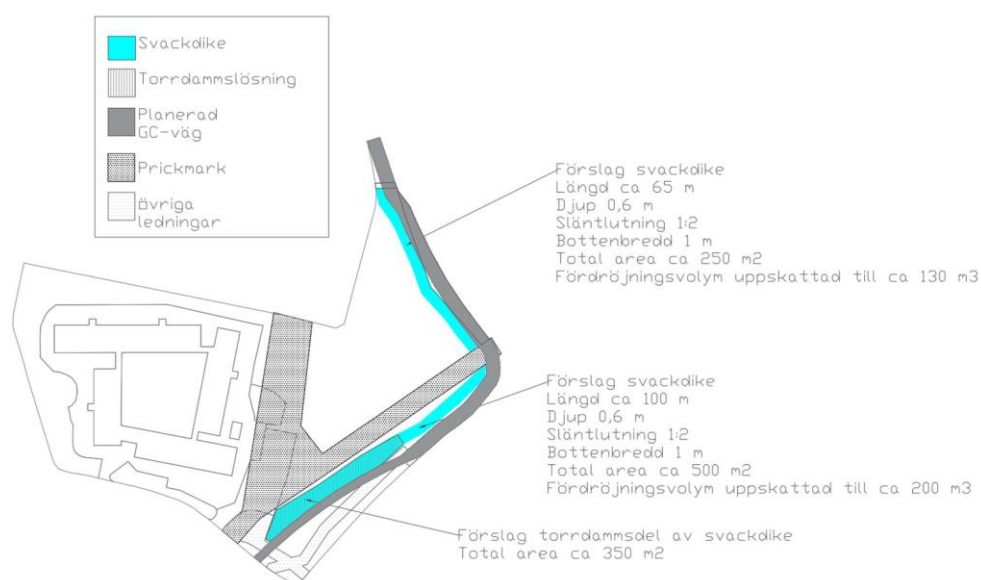 Svackdike
Torrdammslösning
Planerad
GC-väg
Prickmark
övriga
ledningar
Förslag svackdike
Längd ca 65 m
Djup 0,6 m
Släntlutning 1:2
Bottenbredd 1 m
Total area ca 250 m2
Fördröjningsvolym uppskattad till ca 130 m3
Förslag svackdike
Längd ca 100 m
Djup 0,6 m
Släntlutning 1:2
Bottenbredd 1 m
Total area ca 500 m2
Fördröjningsvolym uppskattad till ca 200 m3
Förslag torrdammsdel av svackdike
Total area ca 350 m2